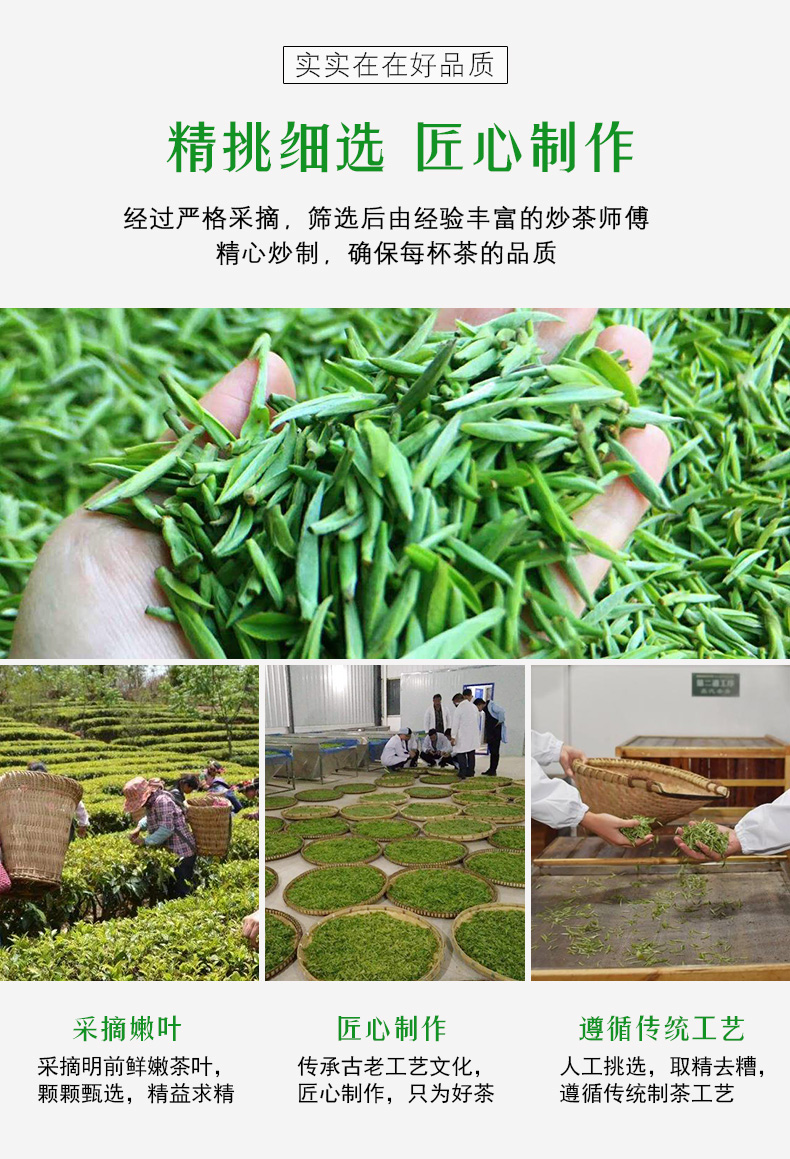 实实在在好品质
精挑细选 匠心制作
经过严格采摘，筛选后由经验丰富的炒茶师傅
精心炒制，确保每杯茶的品质
采摘嫩叶
采摘明前鲜嫩茶叶，
颗颗甄选，精益求精
匠心制作
传承古老工艺文化，
匠心制作，只为好茶
遵循传统工艺
人工挑选，取精去糟，
遵循传统制茶工艺